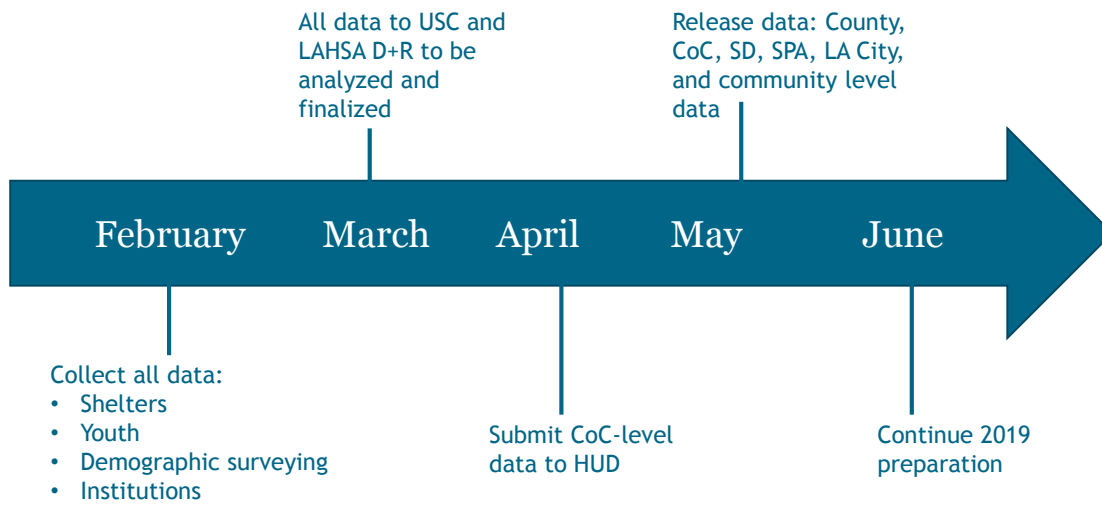 All data to USC and
LAHSA D+R to be
analyzed and
finalized
Release data: County,
CoC, SD, SPA, LA City,
and community level
data
February
March
April
May
June
Collect all data:
• Shelters
• Youth
• Demographic surveying
• Institutions
Submit CoC-level
data to HUD
Continue 2019
preparation